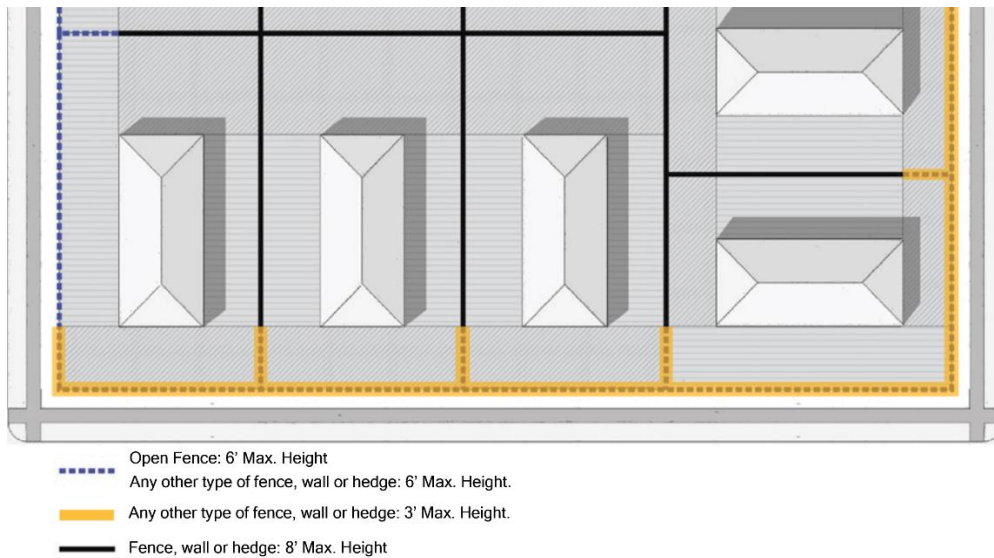 Open Fence: 6’ Max. Height
Any other type of fence, wall or hedge: 6’ Max. Height.
Any other type of fence, wall or hedge: 3’ Max. Height.
Fence, wall or hedge: 8’ Max Height